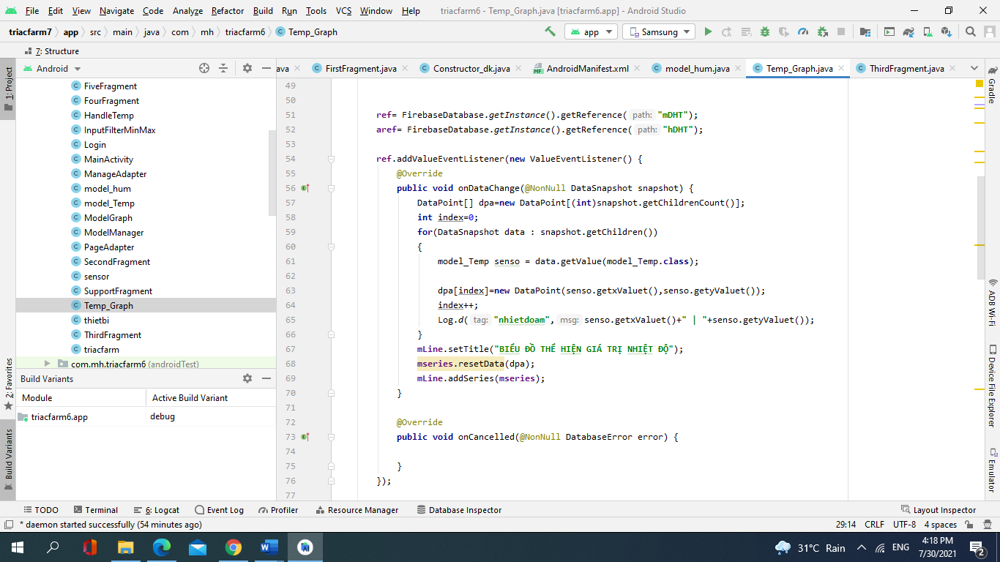 File Edit View Navigate Code Analyze Refactor Build Run Tools VCS Window Help triacfarm6 - Temp_Graph.java [triacfarm6.app] - Android Studio
triacfarm7 app src main java com mh triacfarm6 Temp_Graph app Samsung
7: Structure
Android ava FirstFragment.java Constructor_dk.java AndroidManifest.xml model_hum.java Temp_Graph.java ThirdFragment.java
1: Project
2: Favorites
Build Variants
FiveFragment
FourFragment
HandleTemp
InputFilterMinMax
Login
MainActivity
ManageAdapter
model_hum
model_Temp
ModelGraph
ModelManager
PageAdapter
SecondFragment
sensor
SupportFragment
Temp_Graph
thietbi
ThirdFragment
triacfarm
com.mh.triacfarm6 (androidTest)
Build Variants
Module Active Build Variant
triacfarm6.app debug
49
50
51 ref= FirebaseDatabase.getInstance().getReference( path: "mDHT");
52 aref= FirebaseDatabase.getInstance().getReference( path: "hDHT");
53
54 ref.addValueEventListener(new ValueEventListener() {
55 @Override
56 public void onDataChange(@NonNull DataSnapshot snapshot) {
57 DataPoint[] dpa=new DataPoint[(int)snapshot.getChildrenCount()];
58 int index=0;
59 for(DataSnapshot data : snapshot.getChildren())
60 {
61 model_Temp senso = data.getValue(model_Temp.class);
62
63 dpa[index]=new DataPoint(senso.getxValuet(),senso.getyValuet());
64 index++;
65 Log.d( tag: "nhietdoam", msg: senso.getxValuet()+" | "+senso.getyValuet());
66 }
67 mLine.setTitle("BIỂU ĐỒ THỂ HIỆN GIÁ TRỊ NHIỆT ĐỘ");
68 mseries.resetData(dpa);
69 mLine.addSeries(mseries);
70 }
71
72 @Override
73 public void onCancelled(@NonNull DatabaseError error) {
74
75 }
76 });
77
Gradle
ADB Wi-Fi
Device File Explorer
Emulator
TODO Terminal 6: Logcat Event Log Profiler Resource Manager Database Inspector Layout Inspector
* daemon started successfully (54 minutes ago) 29:14 CRLF UTF-8 4 spaces
31°C Rain ENG 4:18 PM
7/30/2021
2